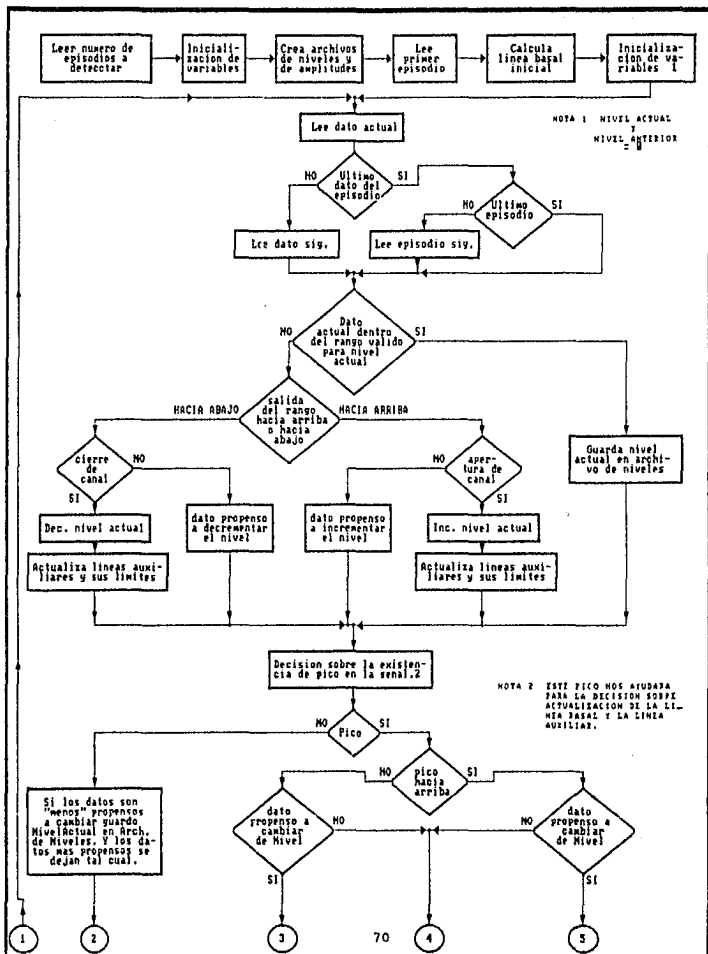 Leer numero de
episodios a
detectar
Iniciali-
zacion de
variables
Crea archivos
de niveles y
de amplitudes
Lee
primer
episodio
Calcula
linea basal
inicial
Inicializa-
cion de va-
riables 1
Lee dato actual
NOTA 1 NIVEL ACTUAL
Y
NIVEL ANTERIOR
= 0
NO
Ultimo
dato del
episodio
SI
NO
Ultimo
episodio
SI
Lee dato sig.
Lee episodio sig.
NO
Dato
actual dentro
del rango valido
para nivel
actual
SI
HACIA ABAJO
salida
del rango
hacia arriba
o hacia
abajo
HACIA ARRIBA
cierre
de
canal
NO
SI
NO
aper-
tura de
canal
SI
Guarda nivel
actual en archi-
vo de niveles
Dec. nivel actual
dato propenso
a decrementar
el nivel
dato propenso
a incrementar
el nivel
Inc. nivel actual
Actualiza lineas auxi-
liares y sus limites
Actualiza lineas auxi-
liares y sus limites
Decision sobre la existen-
cia de pico en la senal.2
NOTA 2 ESTE PICO NOS AYUDARA
PARA LA DECISION SOBRE
ACTUALIZACION DE LA LI_
NEA BASAL Y LA LINEA
AUXILIAR.
NO
Pico
SI
NO
pico
hacia
arriba
SI
Si los datos son
"menos" propensos
a cambiar guardo
NivelActual en Arch.
de Niveles. Y los da-
tos mas propensos se
dejan tal cual.
dato
propenso a
cambiar
de Nivel
NO
SI
NO
dato
propenso a
cambiar
de Nivel
SI
1
2
3
70
4
5